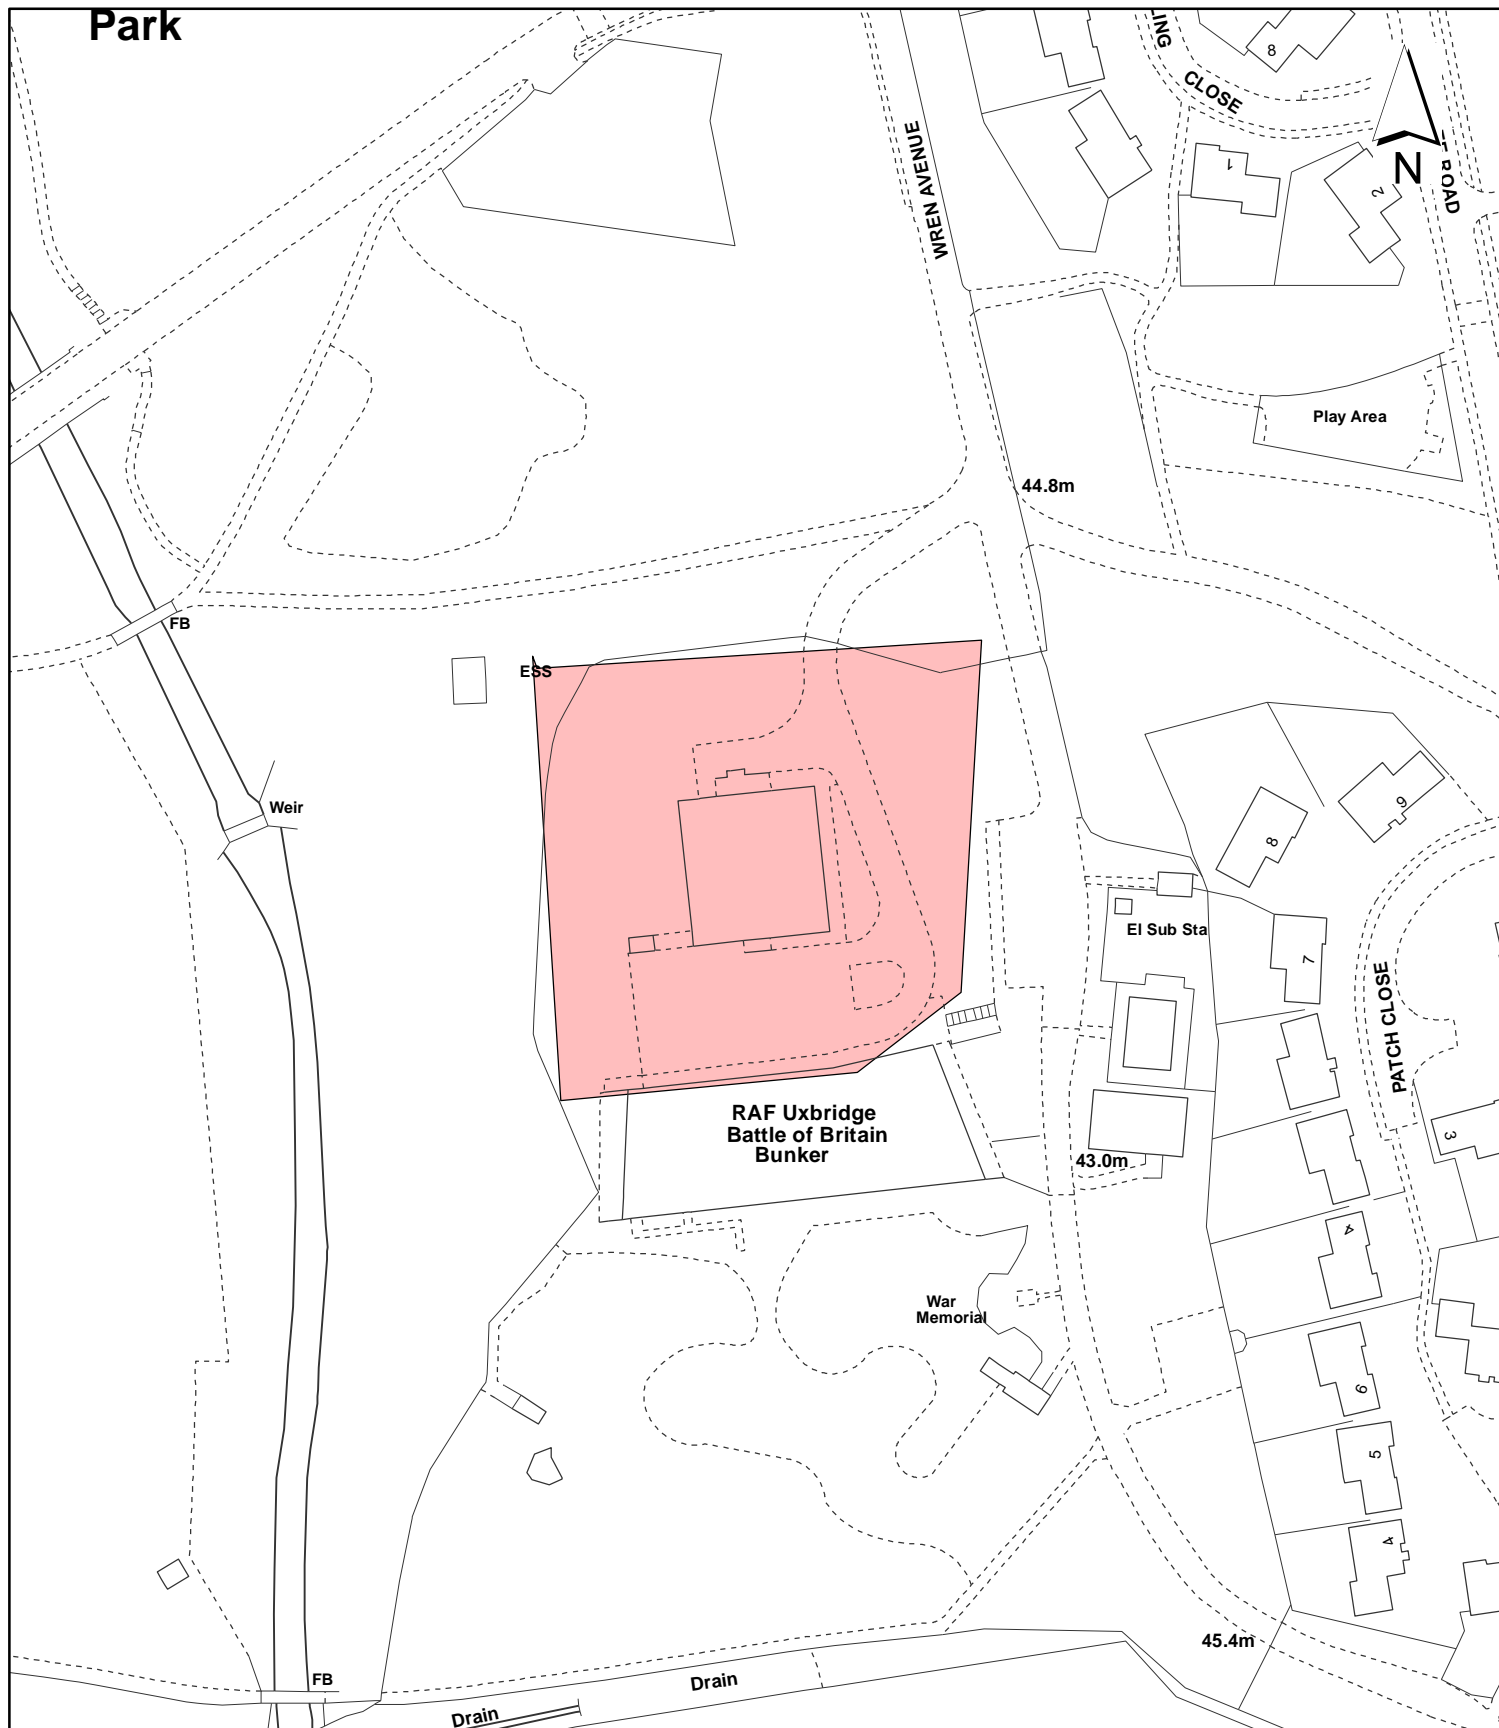 Park
LING
CLOSE
8
N
ROAD
WREN AVENUE
1
2
Play Area
44.8m
FB
ESS
Weir
9
8
El Sub Sta
7
PATCH CLOSE
RAF Uxbridge
Battle of Britain
Bunker
43.0m
3
4
War
Memorial
6
5
4
45.4m
FB
Drain
Drain